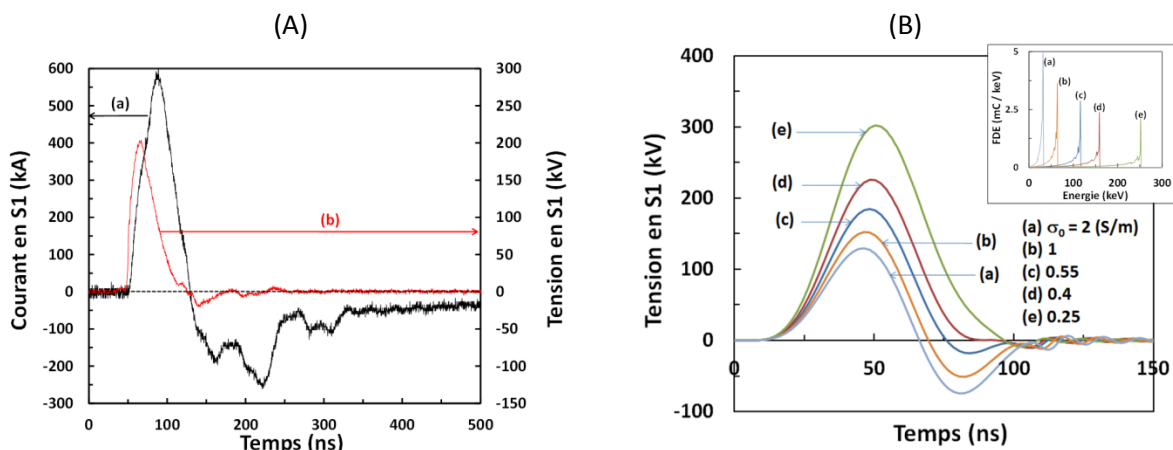 (A)
600
500
400
300
200
100
0
-100
-200
-300
Courant en S1 (kA)
300
250
200
150
100
50
0
-50
-100
-150
Tension en S1 (kV)
(a)
(b)
0
100
200
300
400
500
Temps (ns)
(B)
400
300
200
100
0
-100
Tension en S1 (kV)
(e)
(d)
(c)
(b)
(a)
0
50
100
150
Temps (ns)
5
2.5
0
FDE (mC / keV)
(a)
(b)
(c)
(d)
(e)
0
100
200
300
Energie (keV)
(a) σ₀ = 2 (S/m)
(b) 1
(c) 0.55
(d) 0.4
(e) 0.25